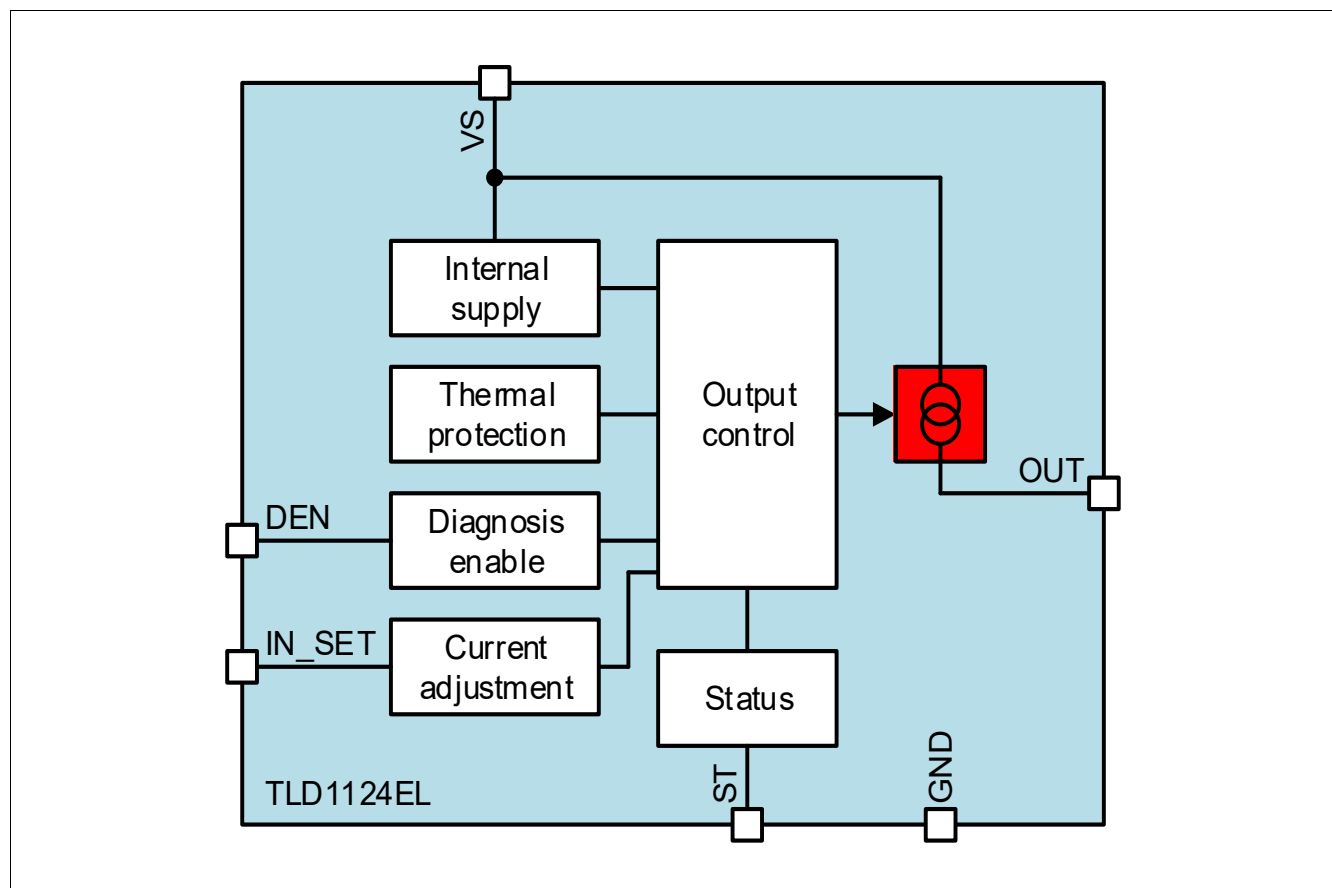 VS
Internal
supply
Thermal
protection
Output
control
OUT
DEN
Diagnosis
enable
IN_SET
Current
adjustment
Status
ST
GND
TLD1124EL